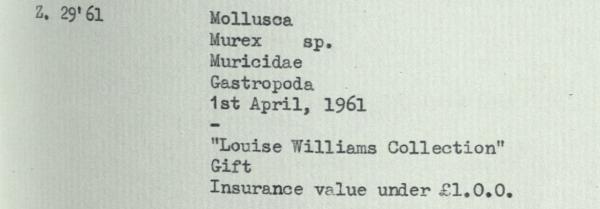 Z. 29'61
Mollusca
Murex sp.
Muricidae
Gastropoda
1st April, 1961
-
"Louise Williams Collection"
Gift
Insurance value under £1.0.0.